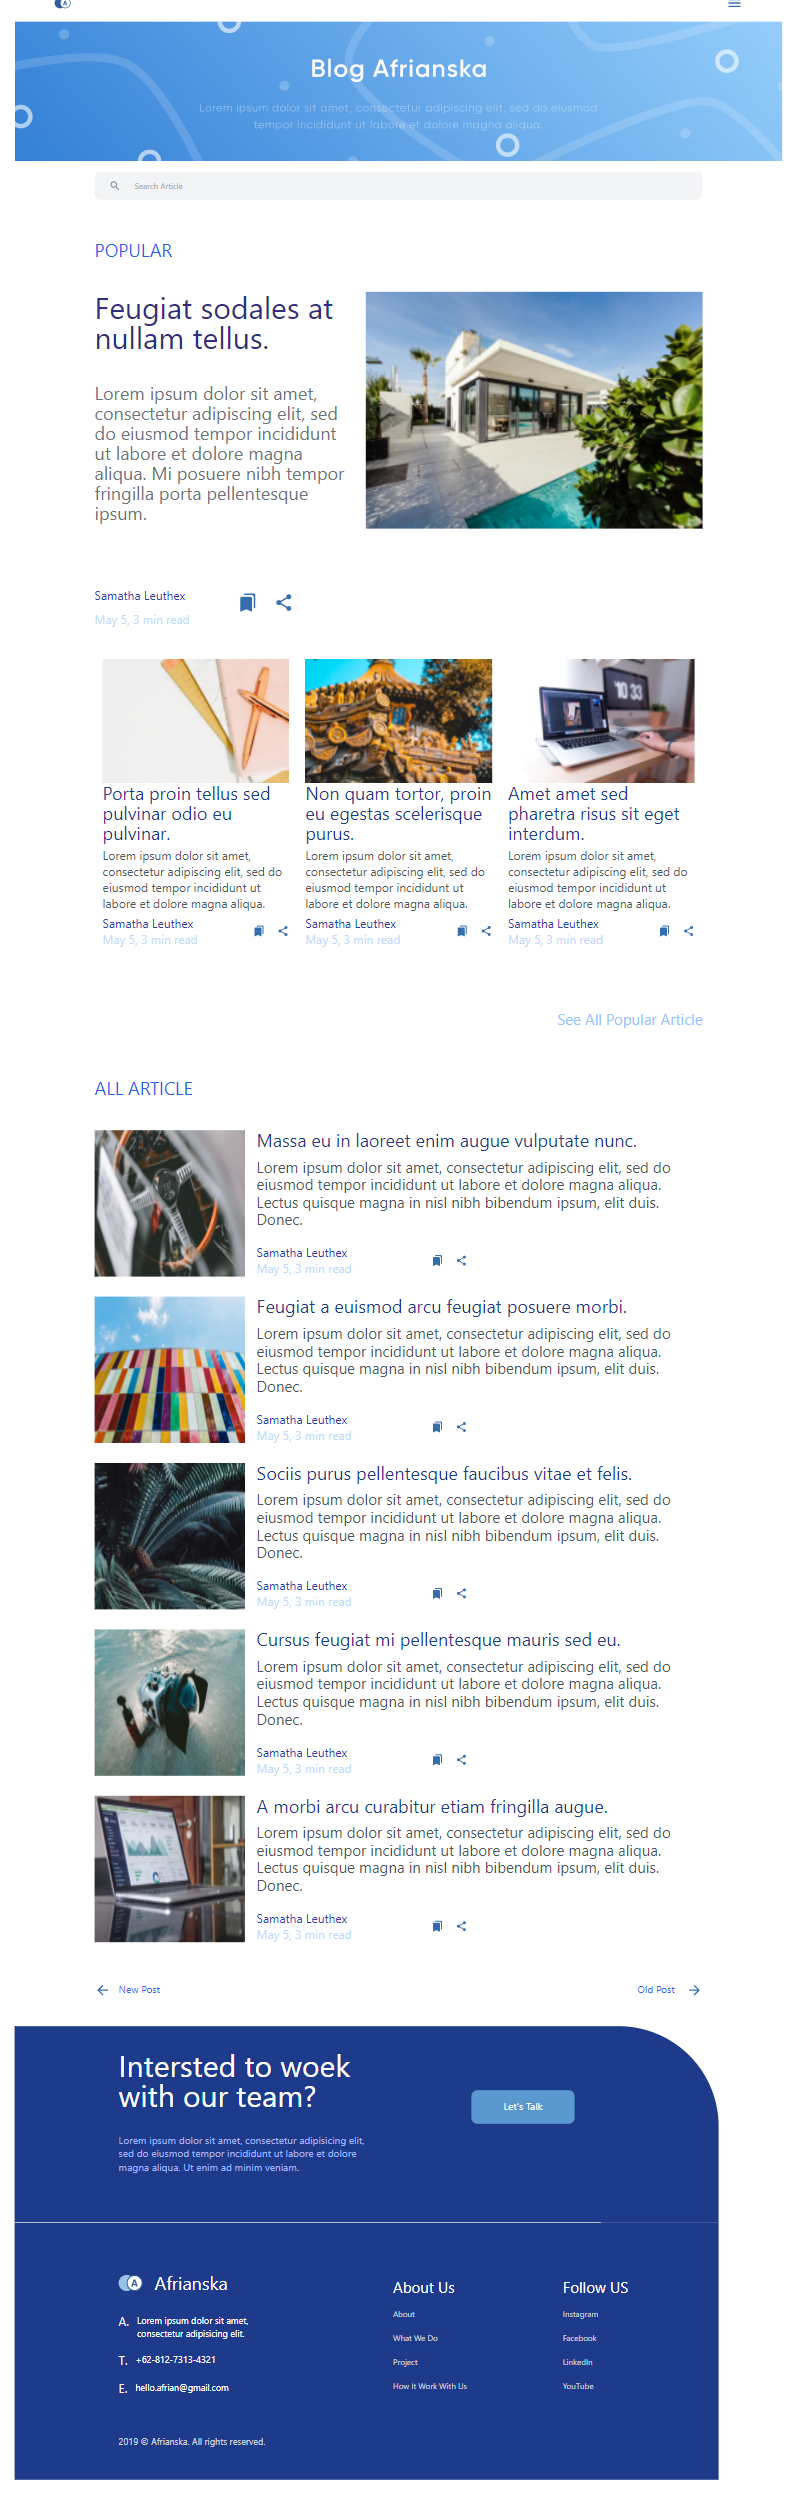 A
Blog Afrianska
Lorem ipsum dolor sit amet, consectetur adipiscing elit, sed do eiusmod
tempor incididunt ut labore et dolore magna aliqua.
Search Article
POPULAR
Feugiat sodales at
nullam tellus.
Lorem ipsum dolor sit amet,
consectetur adipiscing elit, sed
do eiusmod tempor incididunt
ut labore et dolore magna
aliqua. Mi posuere nibh tempor
fringilla porta pellentesque
ipsum.
Samatha Leuthex
May 5, 3 min read
10 33
Porta proin tellus sed
pulvinar odio eu
pulvinar.
Lorem ipsum dolor sit amet,
consectetur adipiscing elit, sed do
eiusmod tempor incididunt ut
labore et dolore magna aliqua.
Samatha Leuthex
May 5, 3 min read
Non quam tortor, proin
eu egestas scelerisque
purus.
Lorem ipsum dolor sit amet,
consectetur adipiscing elit, sed do
eiusmod tempor incididunt ut
labore et dolore magna aliqua.
Samatha Leuthex
May 5, 3 min read
Amet amet sed
pharetra risus sit eget
interdum.
Lorem ipsum dolor sit amet,
consectetur adipiscing elit, sed do
eiusmod tempor incididunt ut
labore et dolore magna aliqua.
Samatha Leuthex
May 5, 3 min read
See All Popular Article
ALL ARTICLE
Massa eu in laoreet enim augue vulputate nunc.
Lorem ipsum dolor sit amet, consectetur adipiscing elit, sed do
eiusmod tempor incididunt ut labore et dolore magna aliqua.
Lectus quisque magna in nisl nibh bibendum ipsum, elit duis.
Donec.
Samatha Leuthex
May 5, 3 min read
Feugiat a euismod arcu feugiat posuere morbi.
Lorem ipsum dolor sit amet, consectetur adipiscing elit, sed do
eiusmod tempor incididunt ut labore et dolore magna aliqua.
Lectus quisque magna in nisl nibh bibendum ipsum, elit duis.
Donec.
Samatha Leuthex
May 5, 3 min read
Sociis purus pellentesque faucibus vitae et felis.
Lorem ipsum dolor sit amet, consectetur adipiscing elit, sed do
eiusmod tempor incididunt ut labore et dolore magna aliqua.
Lectus quisque magna in nisl nibh bibendum ipsum, elit duis.
Donec.
Samatha Leuthex
May 5, 3 min read
Cursus feugiat mi pellentesque mauris sed eu.
Lorem ipsum dolor sit amet, consectetur adipiscing elit, sed do
eiusmod tempor incididunt ut labore et dolore magna aliqua.
Lectus quisque magna in nisl nibh bibendum ipsum, elit duis.
Donec.
Samatha Leuthex
May 5, 3 min read
A morbi arcu curabitur etiam fringilla augue.
Lorem ipsum dolor sit amet, consectetur adipiscing elit, sed do
eiusmod tempor incididunt ut labore et dolore magna aliqua.
Lectus quisque magna in nisl nibh bibendum ipsum, elit duis.
Donec.
Samatha Leuthex
May 5, 3 min read
New Post
Old Post
Intersted to woek
with our team?
Lorem ipsum dolor sit amet, consectetur adipisicing elit,
sed do eiusmod tempor incididunt ut labore et dolore
magna aliqua. Ut enim ad minim veniam.
Let's Talk
A Afrianska
A. Lorem ipsum dolor sit amet,
consectetur adipisicing elit.
T. +62-812-7313-4321
E. hello.afrian@gmail.com
About Us
About
What We Do
Project
How It Work With Us
Follow US
Instagram
Facebook
LinkedIn
YouTube
2019 © Afrianska. All rights reserved.